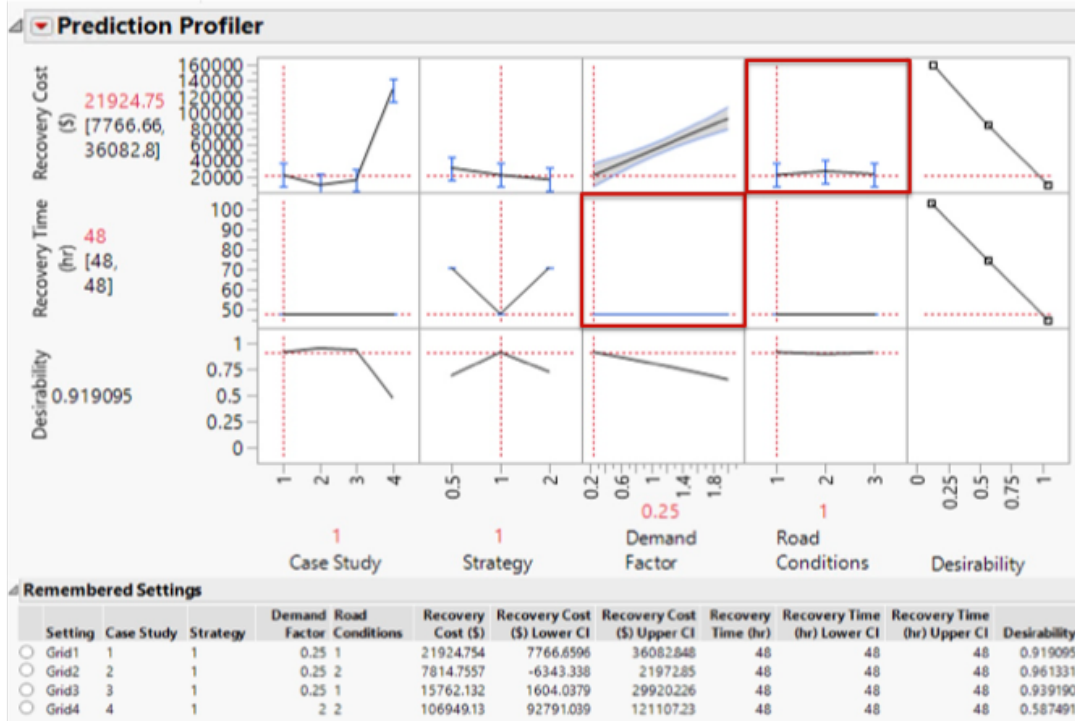 Prediction Profiler
Recovery Cost
($)
21924.75
[7766.66,
36082.8]
160000
140000
120000
100000
80000
60000
40000
20000
Recovery Time
(hr)
48
[48,
48]
100
90
80
70
60
50
Desirability
0.919095
1
0.75
0.5
0.25
0
1 2 3 4
0.5 1 2
0.2 0.6 1 1.4 1.8
1 2 3
0 0.25 0.5 0.75 1
1
Case Study
1
Strategy
0.25
Demand
Factor
1
Road
Conditions
Desirability
Remembered Settings
Demand Road Recovery Recovery Cost Recovery Cost Recovery Recovery Time Recovery Time
Setting Case Study Strategy Factor Conditions Cost ($) ($) Lower CI ($) Upper CI Time (hr) (hr) Lower CI (hr) Upper CI Desirability
Grid1 1 1 0.25 1 21924.754 7766.6596 36082.848 48 48 48 0.919095
Grid2 2 1 0.25 2 7814.7557 -6343.338 21972.85 48 48 48 0.961331
Grid3 3 1 0.25 1 15762.132 1604.0379 29920.226 48 48 48 0.939190
Grid4 4 1 2 2 106949.13 92791.039 121107.23 48 48 48 0.587491